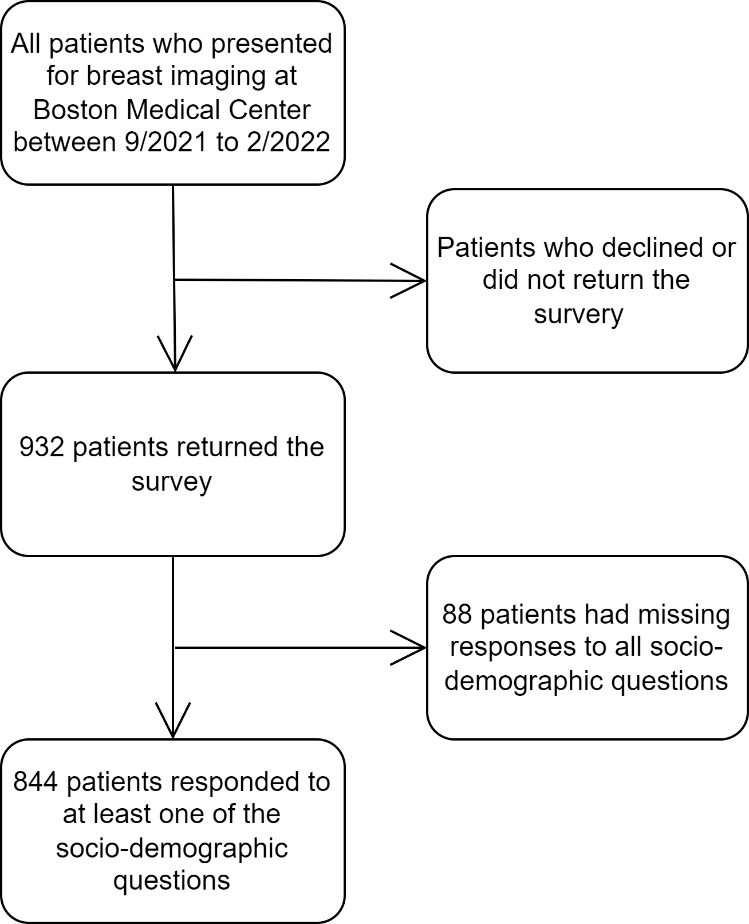 All patients who presented
for breast imaging at
Boston Medical Center
between 9/2021 to 2/2022
Patients who declined or
did not return the
survery
932 patients returned the
survey
88 patients had missing
responses to all socio-
demographic questions
844 patients responded to
at least one of the
socio-demographic
questions